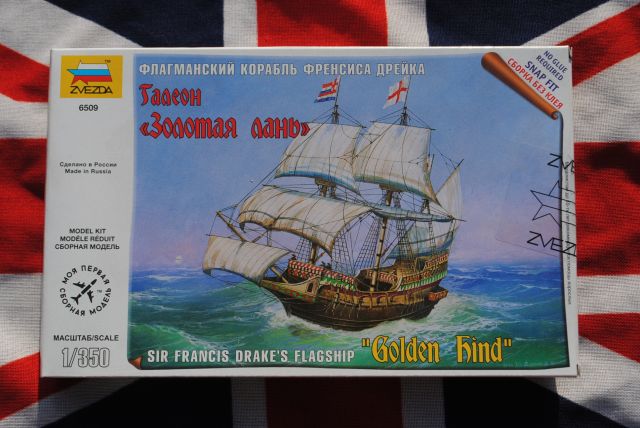 ZVEZDA
6509
Сделано в России
Made in Russia
MODEL KIT
MODÈLE RÉDUIT
СБОРНАЯ МОДЕЛЬ
МОЯ ПЕРВАЯ
СБОРНАЯ МОДЕЛЬ
МАСШТАБ/SCALE
1/350
ФЛАГМАНСКИЙ КОРАБЛЬ ФРЕНСИСА ДРЕЙКА
Галеон
«Золотая лань»
NO GLUE
REQUIRED
SNAP FIT
СБОРКА БЕЗ КЛЕЯ
ZVEZDA
SIR FRANCIS DRAKE'S FLAGSHIP "Golden Hind"